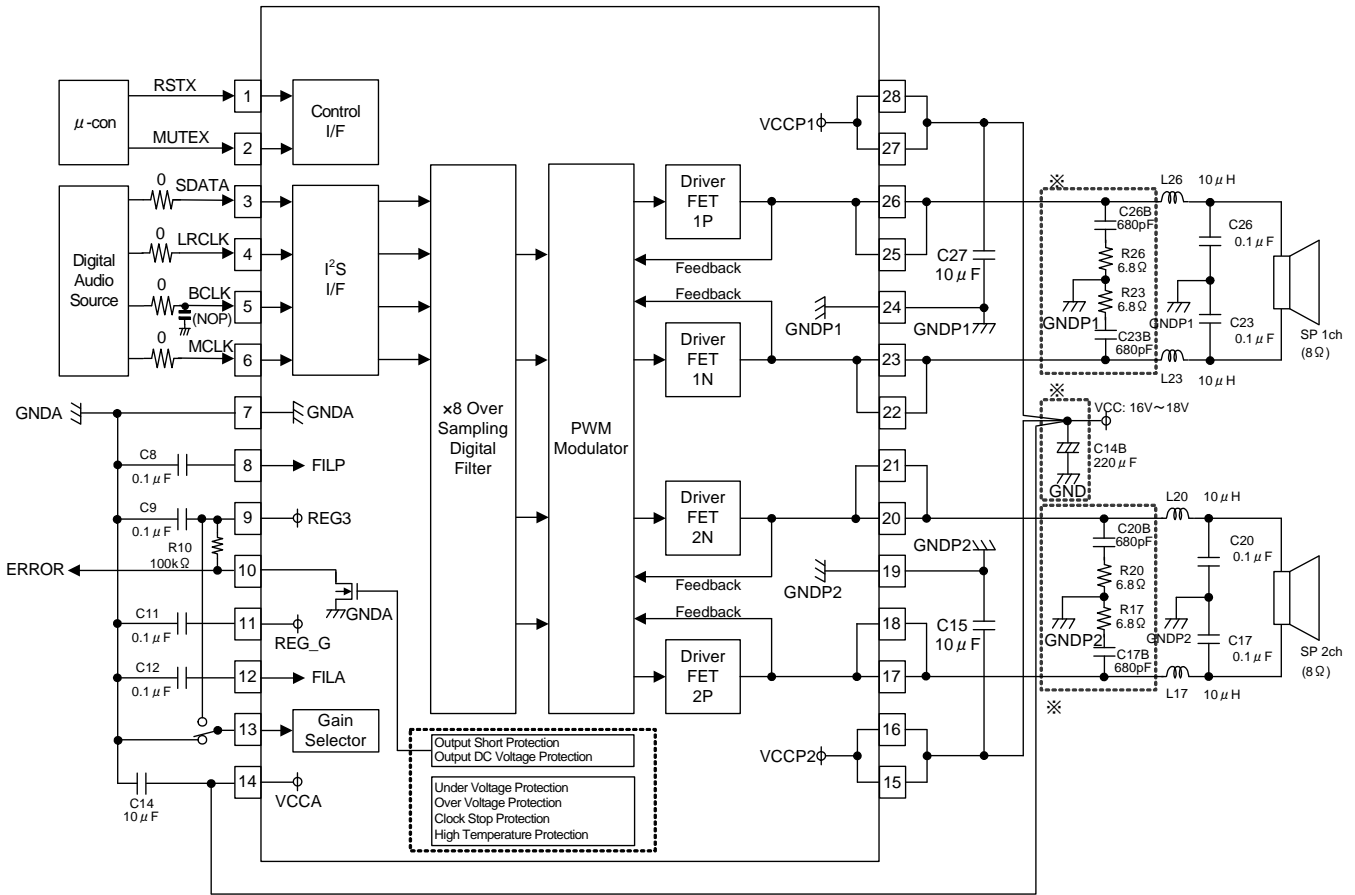 μ-con
RSTX
MUTEX
1
2
Control
I/F
Digital
Audio
Source
0
SDATA
0
LRCLK
0
BCLK
(NOP)
0
MCLK
3
4
5
6
I²S
I/F
GNDA
7
GNDA
C8
0.1μF
8
FILP
C9
0.1μF
9
REG3
R10
100kΩ
ERROR
10
GNDA
C11
0.1μF
11
REG_G
C12
0.1μF
12
FILA
13
Gain
Selector
C14
10μF
14
VCCA
×8 Over
Sampling
Digital
Filter
PWM
Modulator
Driver
FET
1P
Feedback
Feedback
Driver
FET
1N
Driver
FET
2N
Feedback
Feedback
Driver
FET
2P
Output Short Protection
Output DC Voltage Protection
Under Voltage Protection
Over Voltage Protection
Clock Stop Protection
High Temperature Protection
VCCP1
28
27
26
25
C27
10μF
24
GNDP1
GNDP1
23
22
21
20
GNDP2
19
GNDP2
18
C15
10μF
17
16
VCCP2
15
※
C26B
680pF
R26
6.8Ω
R23
6.8Ω
GNDP1
C23B
680pF
L26 10μH
C26
0.1μF
GNDP1
C23
0.1μF
L23 10μH
SP 1ch
(8Ω)
※
VCC: 16V～18V
C14B
220μF
GND
C20B
680pF
R20
6.8Ω
R17
6.8Ω
GNDP2
C17B
680pF
※
L20 10μH
C20
0.1μF
GNDP2
C17
0.1μF
L17 10μH
SP 2ch
(8Ω)